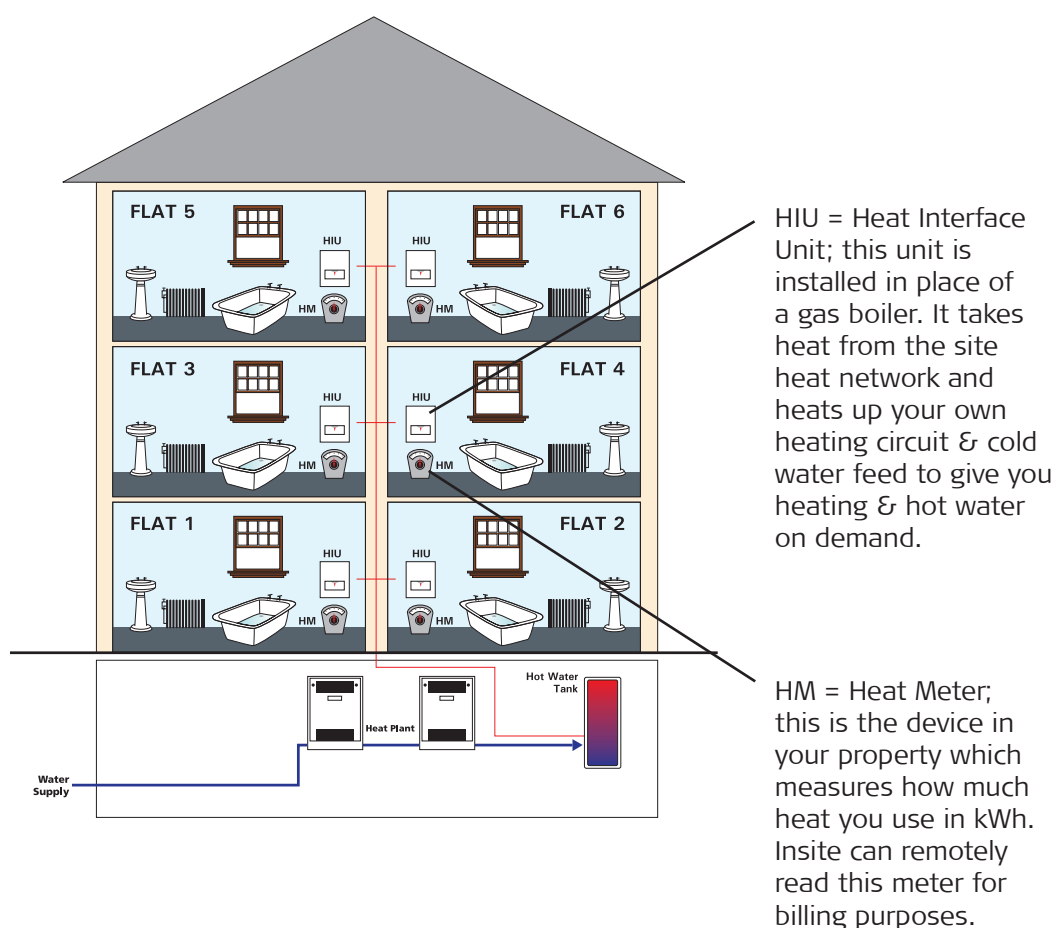 FLAT 5
HIU
HM
FLAT 6
HIU
HM
FLAT 3
HIU
HM
FLAT 4
HIU
HM
FLAT 1
HIU
HM
FLAT 2
HIU
HM
Hot Water
Tank
Heat Plant
Water
Supply
HIU = Heat Interface
Unit; this unit is
installed in place of
a gas boiler. It takes
heat from the site
heat network and
heats up your own
heating circuit & cold
water feed to give you
heating & hot water
on demand.
HM = Heat Meter;
this is the device in
your property which
measures how much
heat you use in kWh.
Insite can remotely
read this meter for
billing purposes.